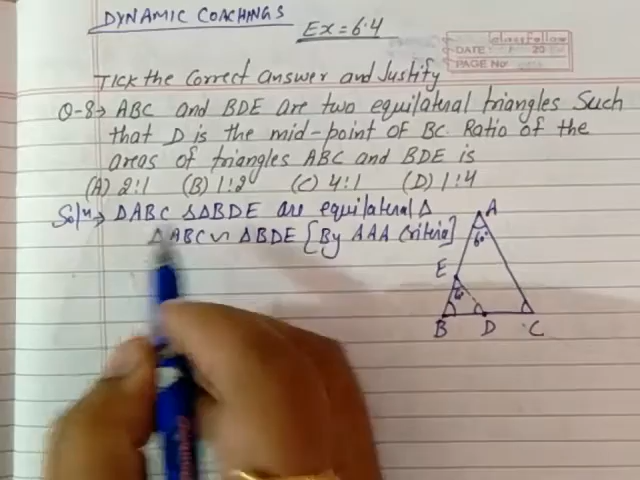 DYNAMIC COACHINGS
Ex = 6.4
classfellow
DATE: 20
PAGE No.
TICK the Correct answer and Justify
Q-8→ ABC and BDE are two equilateral triangles Such
that D is the mid-point OF BC. Ratio of the
areas of triangles ABC and BDE is
(A) 2:1 (B) 1:2 (C) 4:1 (D) 1:4
Soln→ ΔABC & ΔBDE are equilateral Δ
ΔABC ~ ΔBDE [By AAA Criteria]
A
60°
E
60°
B D C